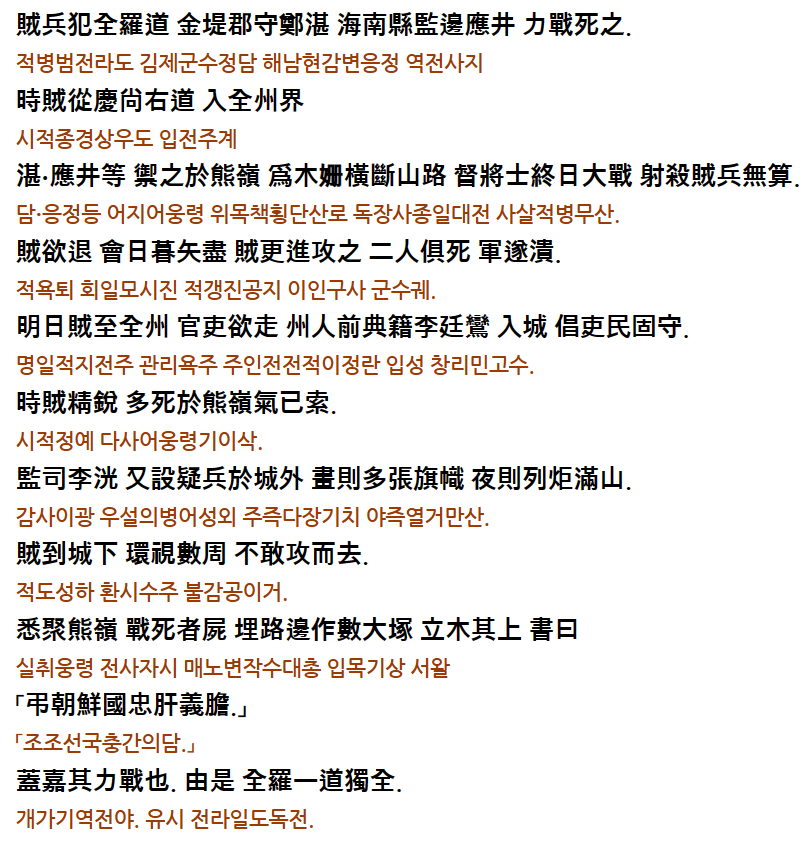 賊兵犯全羅道 金堤郡守鄭湛 海南縣監邊應井 力戰死之.
적병범전라도 김제군수정담 해남현감변응정 역전사지
時賊從慶尙右道 入全州界
시적종경상우도 입전주계
湛·應井等 禦之於熊嶺 爲木姗橫斷山路 督將士終日大戰 射殺賊兵無算.
담·응정등 어지어웅령 위목책횡단산로 독장사종일대전 사살적병무산.
賊欲退 會日暮矢盡 賊更進攻之 二人俱死 軍遂潰.
적욕퇴 회일모시진 적갱진공지 이인구사 군수궤.
明日賊至全州 官吏欲走 州人前典籍李廷鸞 入城 倡吏民固守.
명일적지전주 관리욕주 주인전전적이정란 입성 창리민고수.
時賊精銳 多死於熊嶺氣已索.
시적정예 다사어웅령기이삭.
監司李洸 又設疑兵於城外 晝則多張旗幟 夜則列炬滿山.
감사이광 우설의병어성외 주즉다장기치 야즉열거만산.
賊到城下 環視數周 不敢攻而去.
적도성하 환시수주 불감공이거.
悉聚熊嶺 戰死者屍 埋路邊作數大塚 立木其上 書曰
실취웅령 전사자시 매노변작수대총 입목기상 서왈
「弔朝鮮國忠肝義膽.」
「조조선국충간의담.」
蓋嘉其力戰也. 由是 全羅一道獨全.
개가기역전야. 유시 전라일도독전.